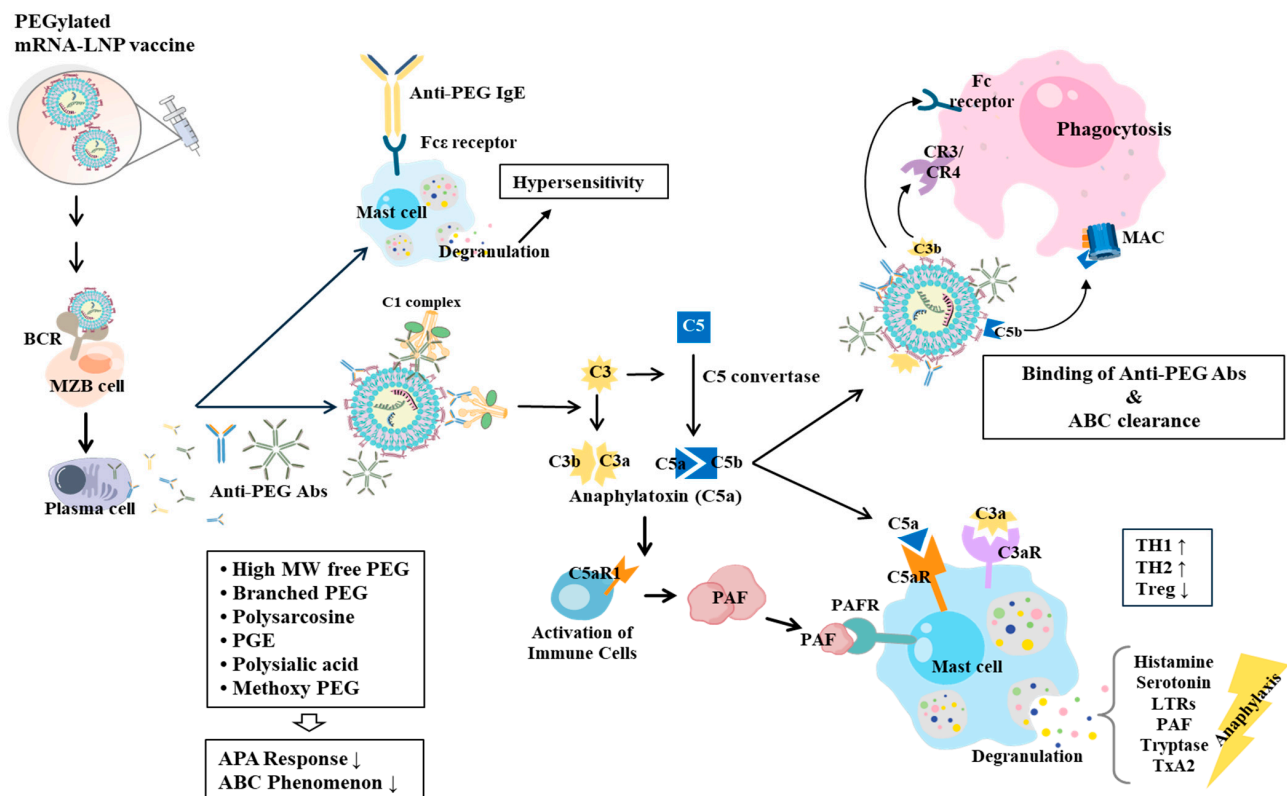 PEGylated
mRNA-LNP vaccine
BCR
MZB cell
Plasma cell
Anti-PEG Abs
Anti-PEG IgE
Fcε receptor
Mast cell
Degranulation
Hypersensitivity
C1 complex
C3
C3b
C3a
C5
C5 convertase
C5a
C5b
Anaphylatoxin (C5a)
C5aR1
Activation of
Immune Cells
PAF
PAF
PAFR
Fc
receptor
CR3/
CR4
Phagocytosis
C3b
MAC
C5b
Binding of Anti-PEG Abs
&
ABC clearance
C5a
C5aR
C3a
C3aR
Mast cell
Degranulation
TH1 ↑
TH2 ↑
Treg ↓
Histamine
Serotonin
LTRs
PAF
Tryptase
TxA2
Anaphylaxis
• High MW free PEG
• Branched PEG
• Polysarcosine
• PGE
• Polysialic acid
• Methoxy PEG
APA Response ↓
ABC Phenomenon ↓